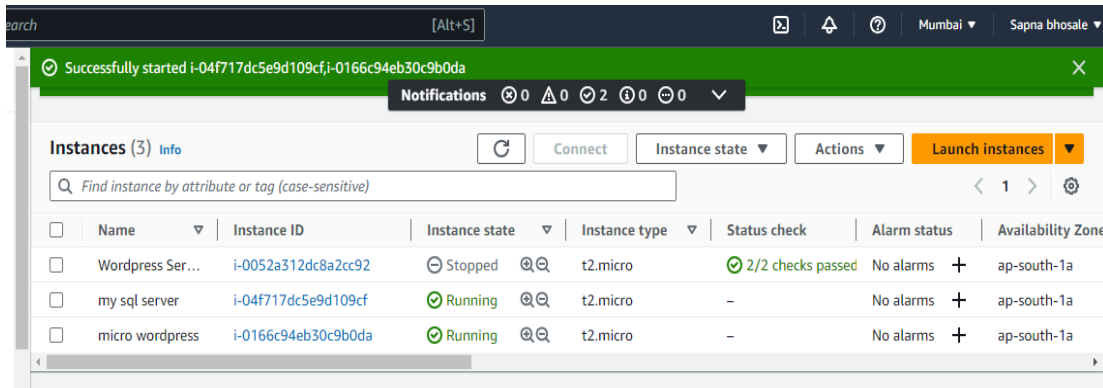 earch [Alt+S] Mumbai ▼ Sapna bhosale ▼
Successfully started i-04f717dc5e9d109cf,i-0166c94eb30c9b0da
Notifications 0 0 2 0 0
Instances (3) Info Connect Instance state ▼ Actions ▼ Launch instances ▼
Find instance by attribute or tag (case-sensitive) 1
Name Instance ID Instance state Instance type Status check Alarm status Availability Zone
Wordpress Ser... i-0052a312dc8a2cc92 Stopped t2.micro 2/2 checks passed No alarms + ap-south-1a
my sql server i-04f717dc5e9d109cf Running t2.micro – No alarms + ap-south-1a
micro wordpress i-0166c94eb30c9b0da Running t2.micro – No alarms + ap-south-1a